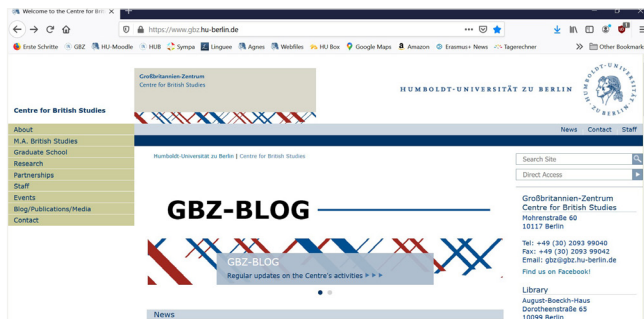 Welcome to the Centre for Briti
https://www.gbz.hu-berlin.de
Erste Schritte GBZ HU-Moodle HUB Sympa Linguee Agnes Webfiles HU Box Google Maps Amazon Erasmus+ News Tagerechner Other Bookmark
Großbritannien-Zentrum
Centre for British Studies
HUMBOLDT-UNIVERSITÄT ZU BERLIN
Centre for British Studies
News Contact Staff
About
M.A. British Studies
Graduate School
Research
Partnerships
Staff
Events
Blog/Publications/Media
Contact
Humboldt-Universität zu Berlin | Centre for British Studies
GBZ-BLOG
GBZ-BLOG
Regular updates on the Centre's activities
News
Search Site
Direct Access
Großbritannien-Zentrum
Centre for British Studies
Mohrenstraße 60
10117 Berlin
Tel: +49 (30) 2093 99040
Fax: +49 (30) 2093 99042
Email: gbz@gbz.hu-berlin.de
Find us on Facebook!
Library
August-Boeckh-Haus
Dorotheenstraße 65
10099 Berlin